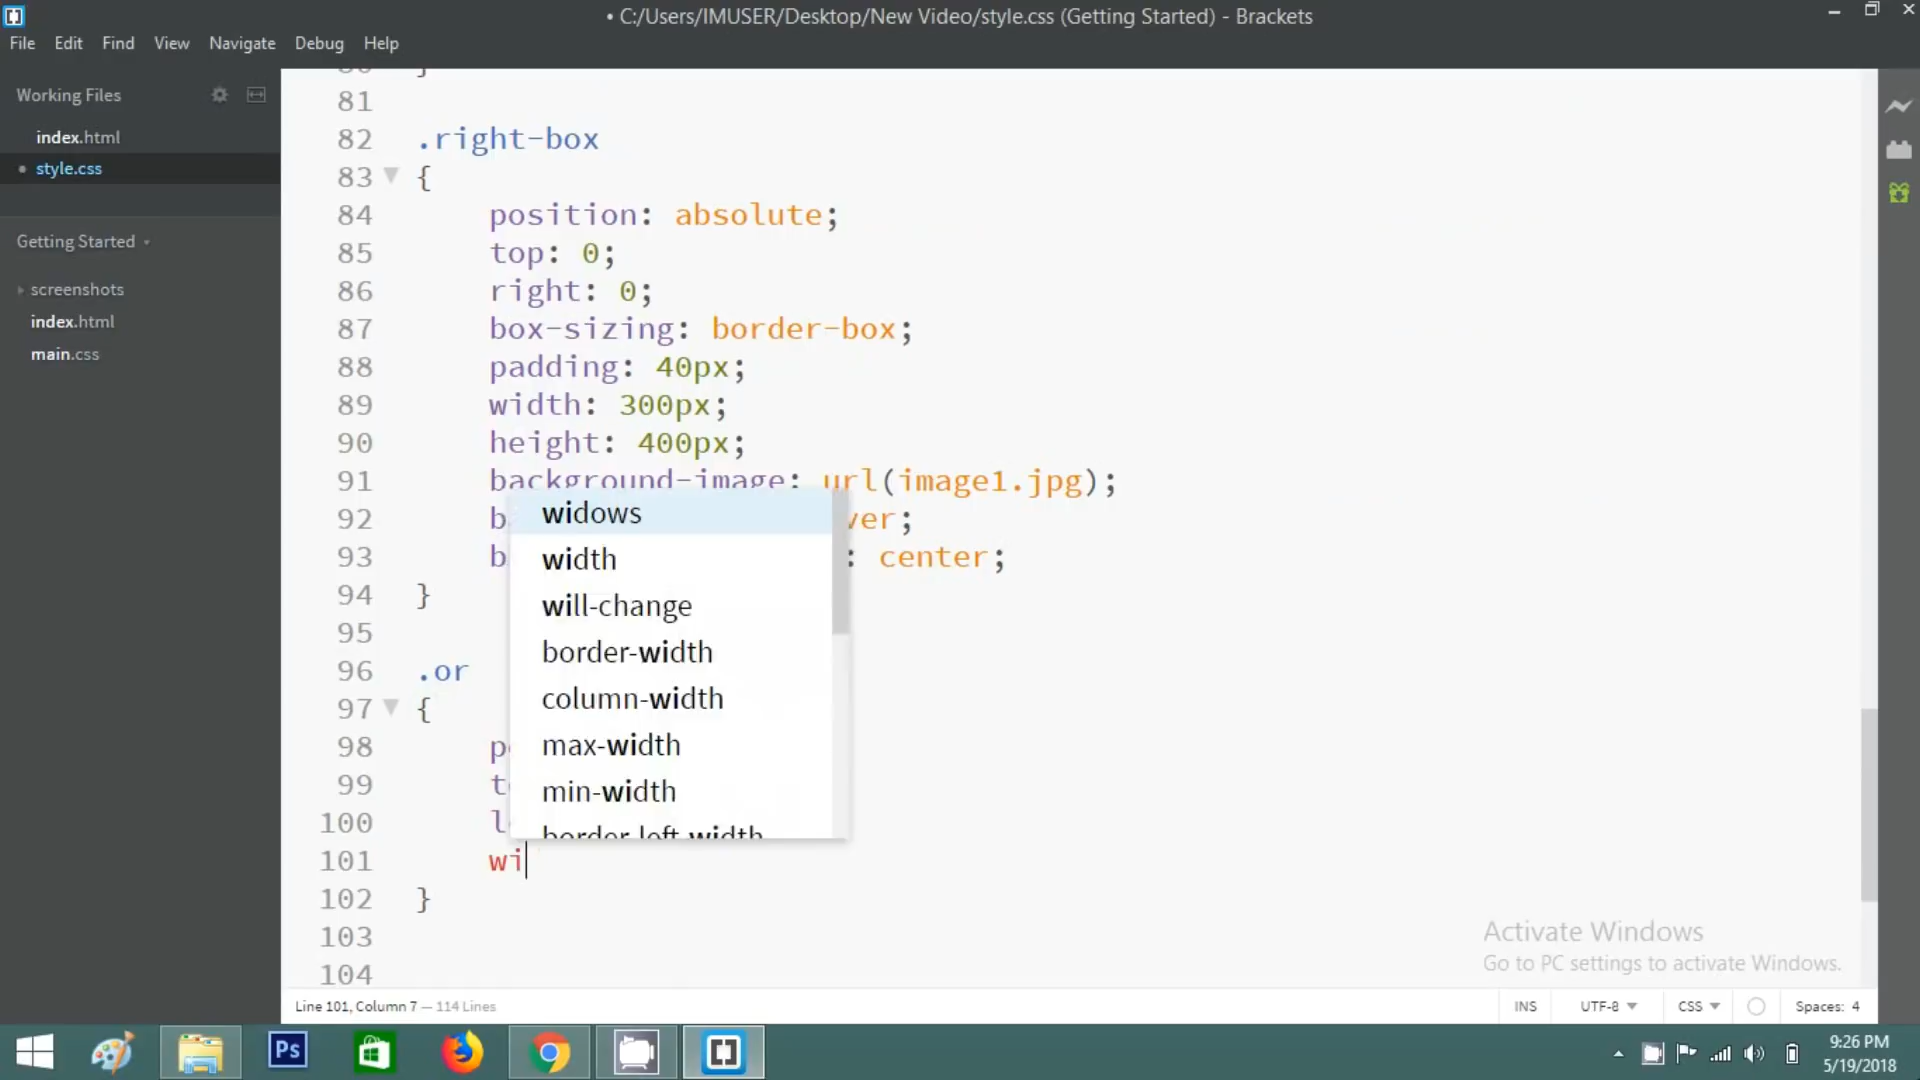 • C:/Users/IMUSER/Desktop/New Video/style.css (Getting Started) - Brackets
File Edit Find View Navigate Debug Help
Working Files
index.html
• style.css
Getting Started
screenshots
index.html
main.css
81
82 .right-box
83 {
84 position: absolute;
85 top: 0;
86 right: 0;
87 box-sizing: border-box;
88 padding: 40px;
89 width: 300px;
90 height: 400px;
91 background-image: url(image1.jpg);
92 b ver;
93 b : center;
94 }
95
96 .or
97 {
98 p
99 t
100 l
101 wi
102 }
103
104
widows
width
will-change
border-width
column-width
max-width
min-width
border-left-width
Activate Windows
Go to PC settings to activate Windows.
Line 101, Column 7 — 114 Lines
INS UTF-8 CSS Spaces: 4
Ps
9:26 PM
5/19/2018